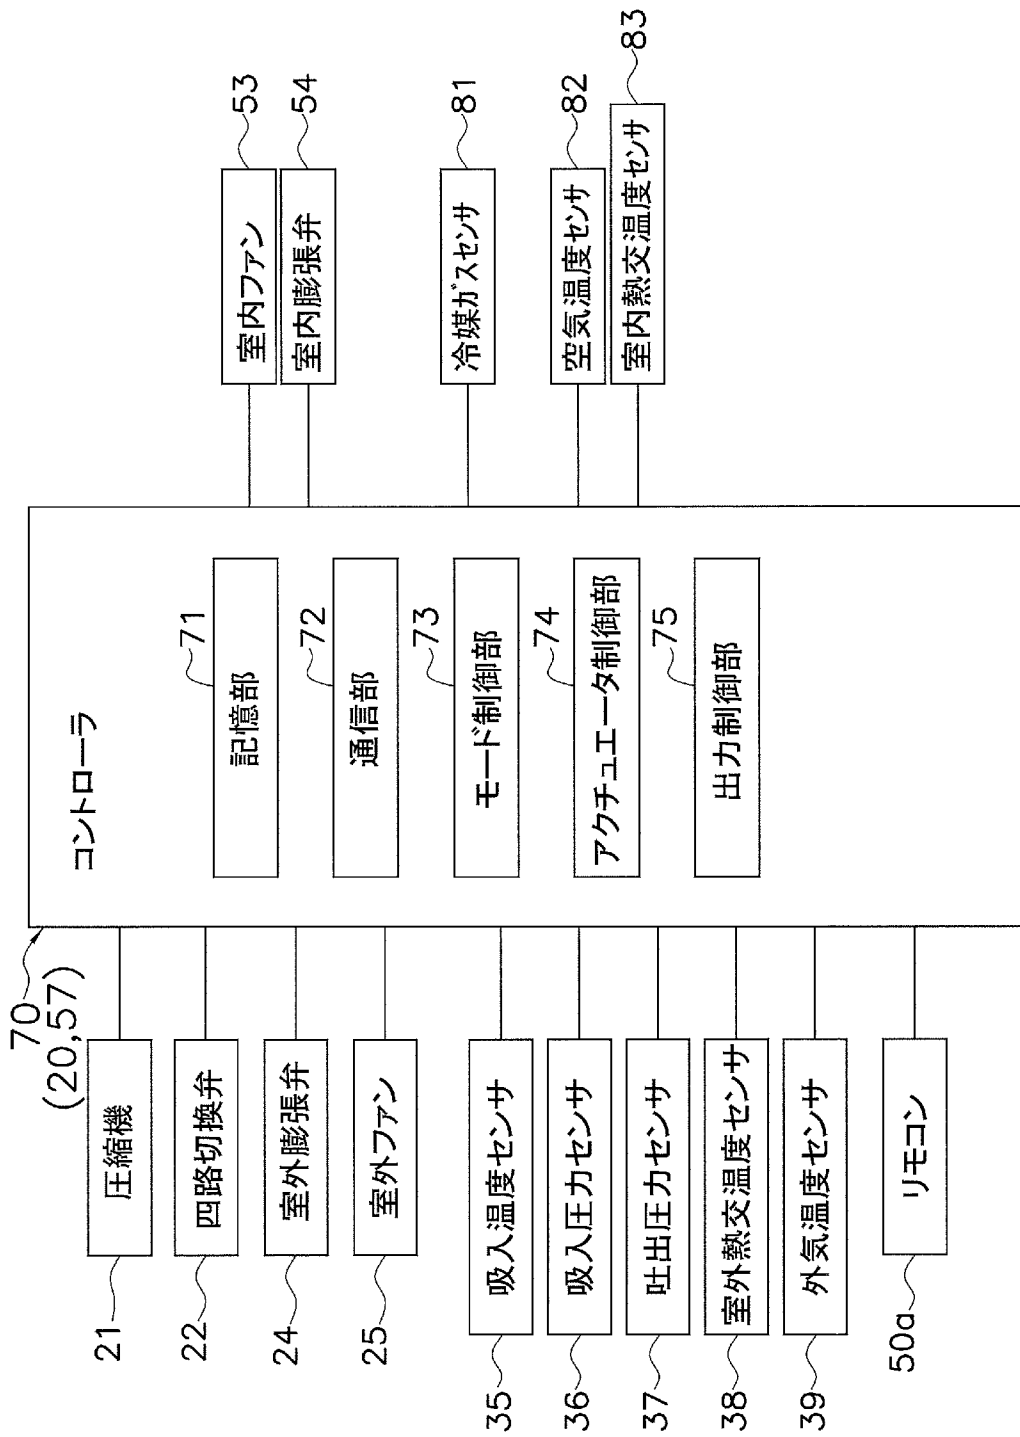 70
(20,57)
コントローラ
21
圧縮機
22
四路切換弁
24
室外膨張弁
25
室外ファン
35
吸入温度センサ
36
吸入圧力センサ
37
吐出圧力センサ
38
室外熱交温度センサ
39
外気温度センサ
50a
リモコン
71
記憶部
72
通信部
73
モード制御部
74
アクチュエータ制御部
75
出力制御部
室内ファン
53
室内膨張弁
54
冷媒ガスセンサ
81
空気温度センサ
82
室内熱交温度センサ
83